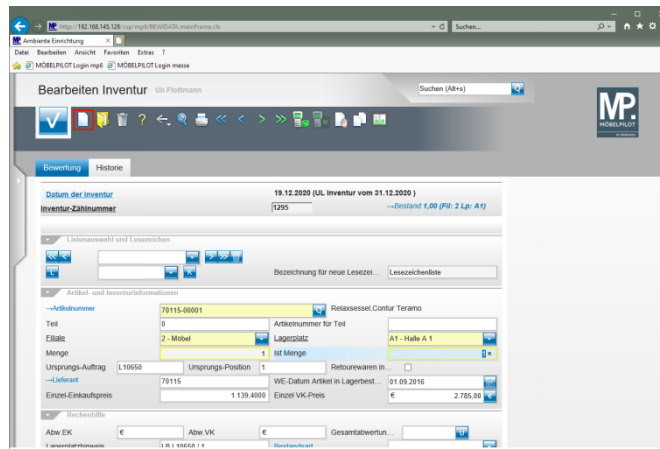 http://192.168.145.128/csp/mp6/BEWIDATA.mainFrame.cls Suchen...
Ambiente Einrichtung
Datei Bearbeiten Ansicht Favoriten Extras ?
MÖBELPILOT Login mp6 MÖBELPILOT Login messe
Bearbeiten Inventur Uli Flottmann Suchen (Alt+s)
MP.
MÖBELPILOT
Bewertung Historie
Datum der Inventur 19.12.2020 (UL Inventur vom 31.12.2020 )
Inventur-Zählnummer 1295 →Bestand 1,00 (Fil: 2 Lp: A1)
Listenauswahl und Lesezeichen
L
Bezeichnung für neue Lesezei... Lesezeichenliste
Artikel- und Inventurinformationen
→Artikelnummer 70115-00001 Relaxsessel,Contur Teramo
Teil 0 Artikelnummer für Teil
Filiale 2 - Möbel Lagerplatz A1 - Halle A 1
Menge 1 Ist Menge
Ursprungs-Auftrag L10650 Ursprungs-Position 1 Retourewaren in...
→Lieferant 70115 WE-Datum Artikel in Lagerbest... 01.09.2016
Einzel-Einkaufspreis 1.139,4000 Einzel VK-Preis € 2.785,00
Rechenhilfe
Abw.EK € Abw.VK € Gesamtabwertun...
Lagerplatzhinweis LB L10650 / 1 Bestandsart